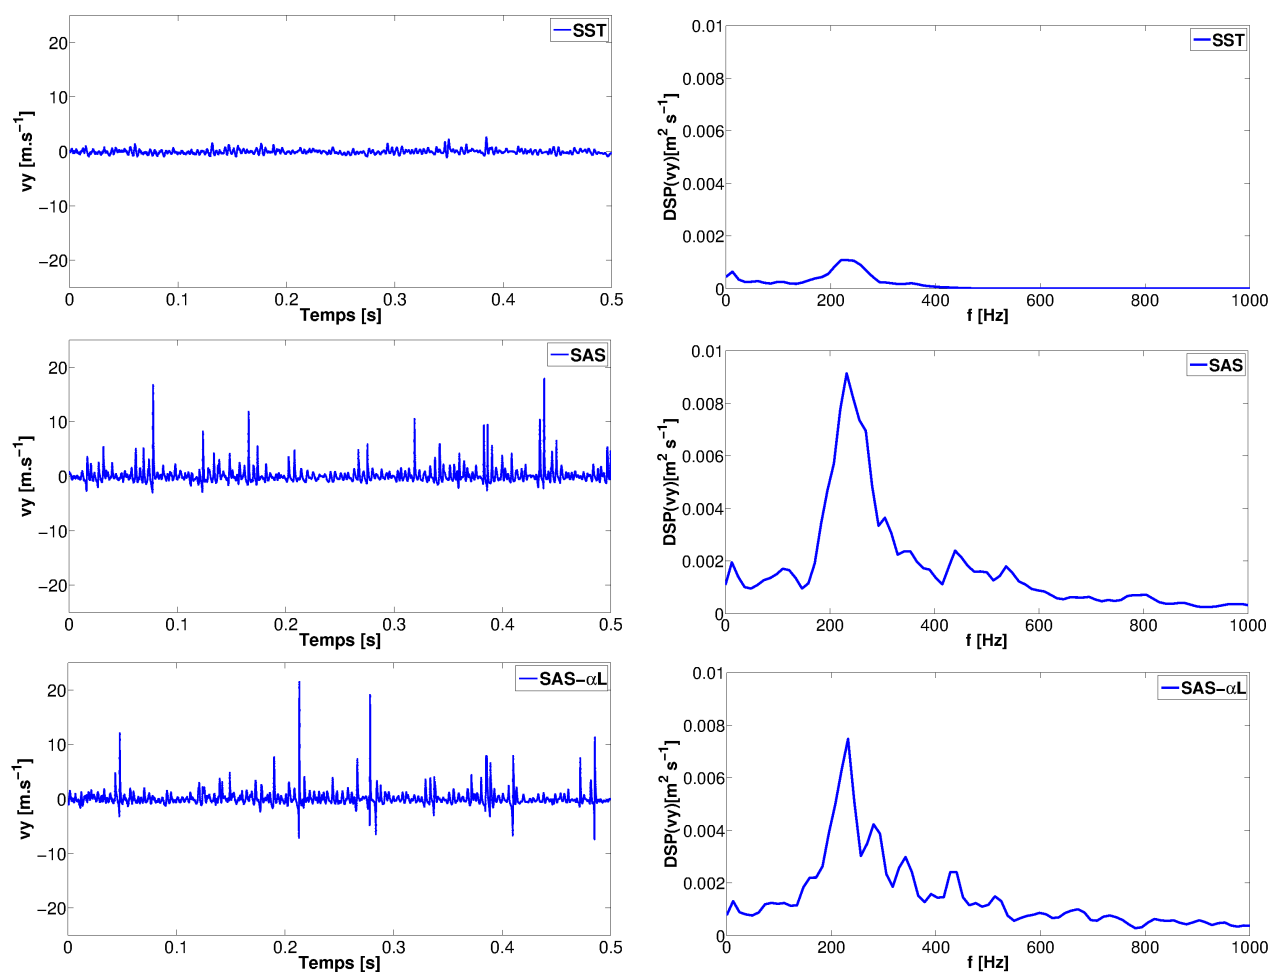 SST
20
10
0
−10
−20
vy [m.s−1]
0 0.1 0.2 0.3 0.4 0.5
Temps [s]
SST
0.01
0.008
0.006
0.004
0.002
0
DSP(vy)[m2 s−1]
0 200 400 600 800 1000
f [Hz]
SAS
20
10
0
−10
−20
vy [m.s−1]
0 0.1 0.2 0.3 0.4 0.5
Temps [s]
SAS
0.01
0.008
0.006
0.004
0.002
0
DSP(vy)[m2 s−1]
0 200 400 600 800 1000
f [Hz]
SAS−αL
20
10
0
−10
−20
vy [m.s−1]
0 0.1 0.2 0.3 0.4 0.5
Temps [s]
SAS−αL
0.01
0.008
0.006
0.004
0.002
0
DSP(vy)[m2 s−1]
0 200 400 600 800 1000
f [Hz]